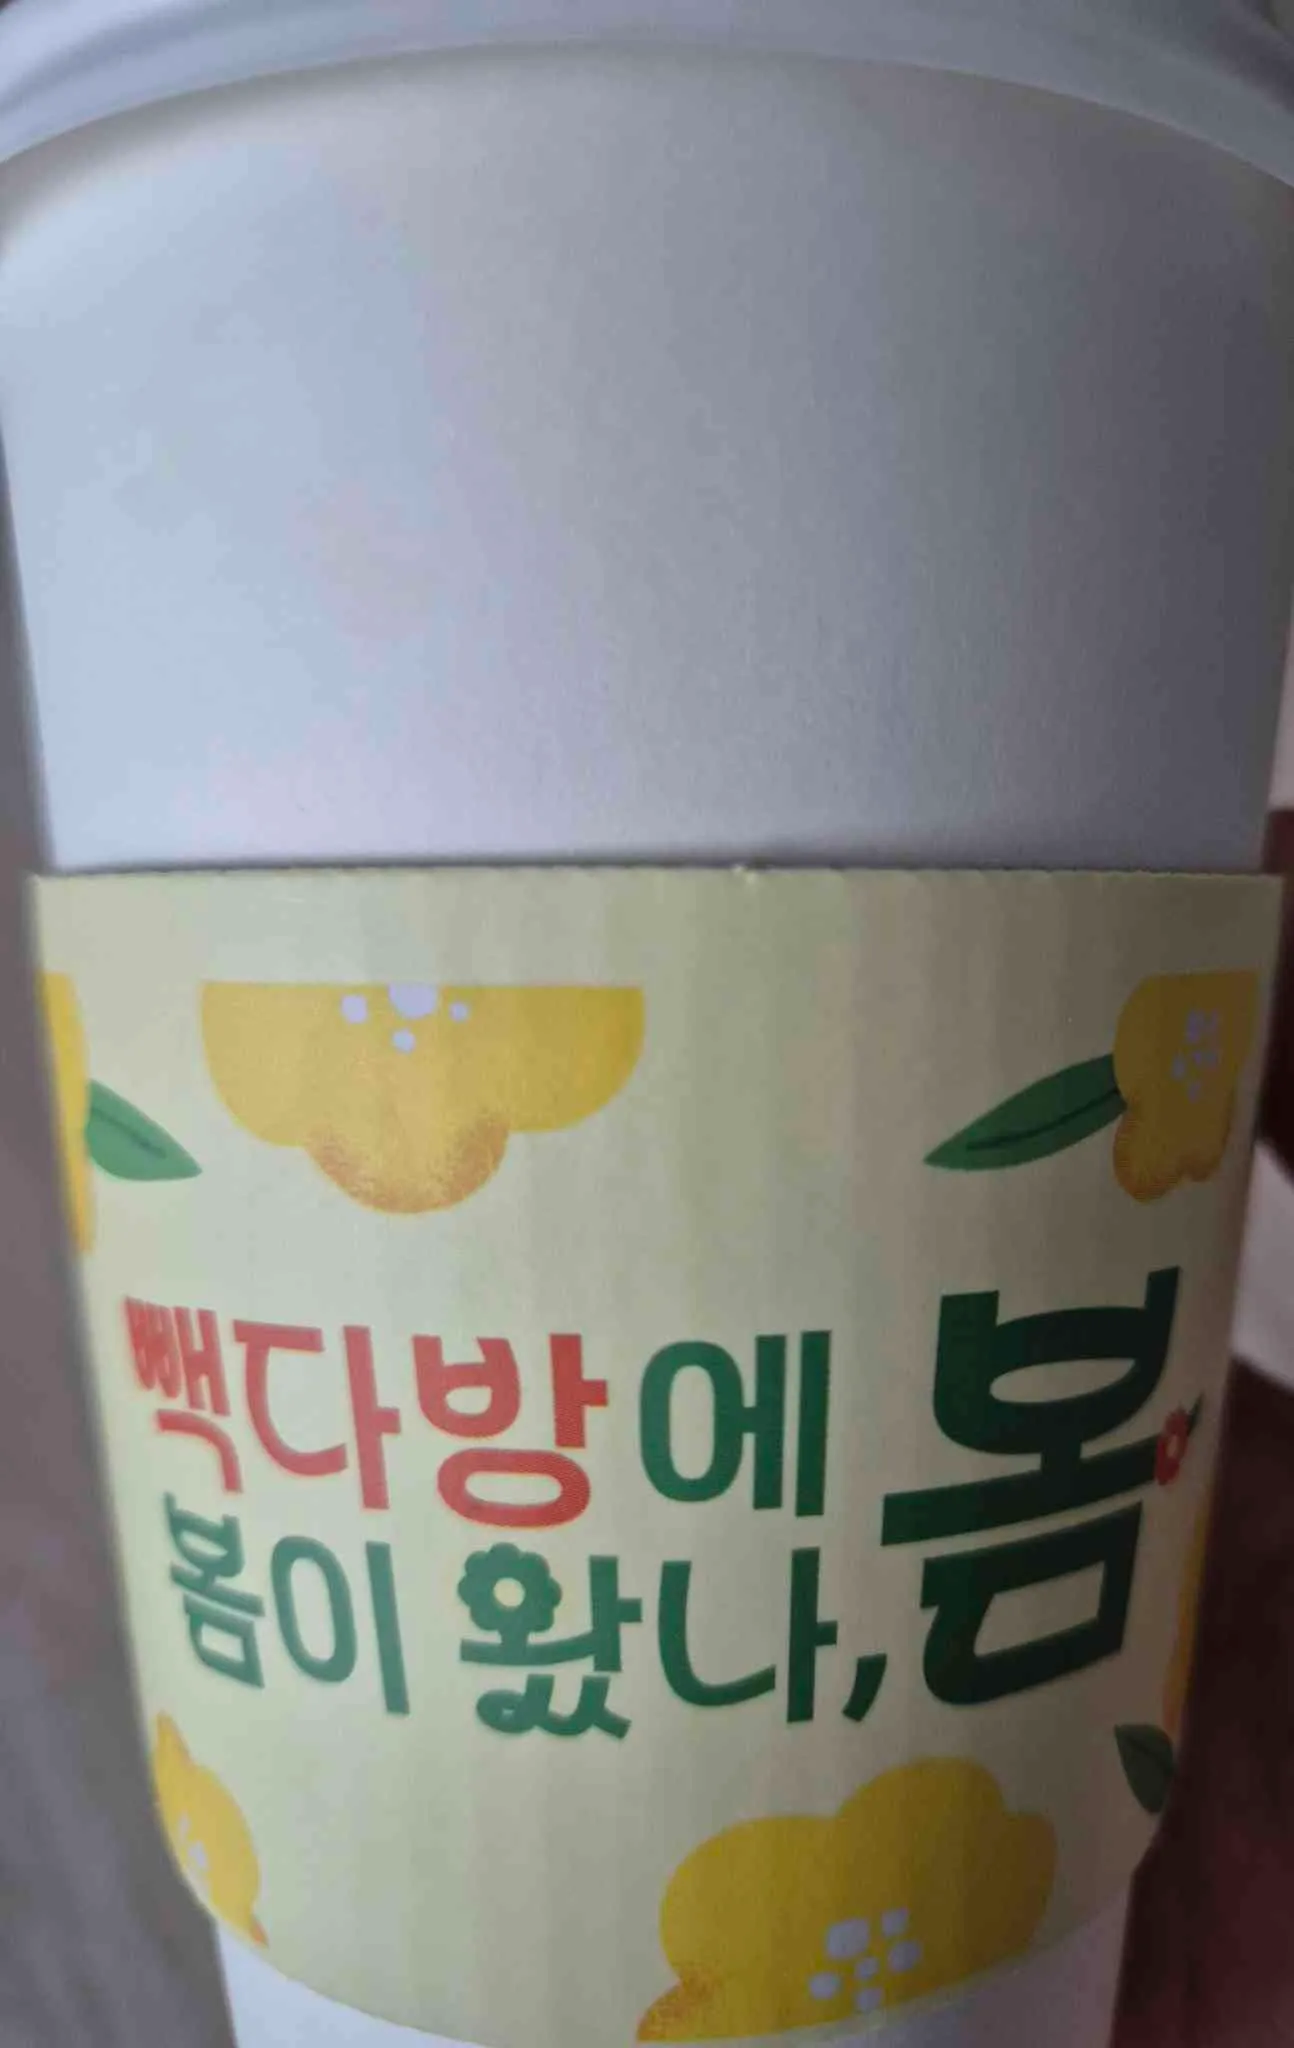 빽다방에
봄이 왔나, 봄